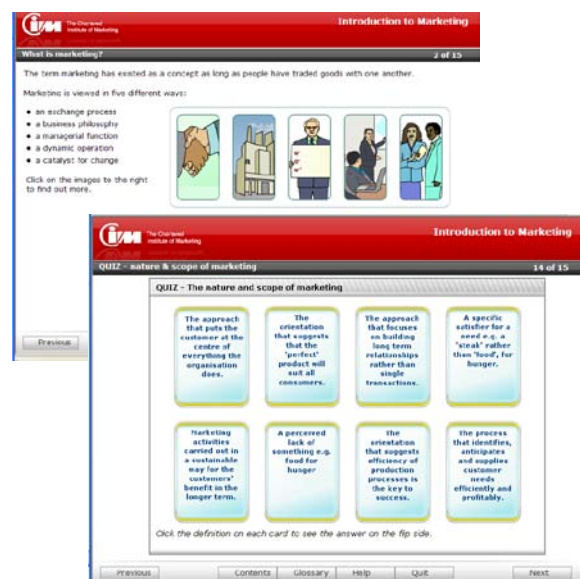 CIM The Chartered
Institute of Marketing
Introduction to Marketing
What is marketing?
2 of 15
The term marketing has existed as a concept as long as people have traded goods with one another.
Marketing is viewed in five different ways:
• an exchange process
• a business philosophy
• a managerial function
• a dynamic operation
• a catalyst for change
Click on the images to the right
to find out more.
Previous
CIM The Chartered
Institute of Marketing
Introduction to Marketing
QUIZ - nature & scope of marketing
14 of 15
QUIZ - The nature and scope of marketing
The approach
that puts the
customer at the
centre of
everything the
organisation
does.
The
orientation
that suggests
that the
'perfect'
product will
suit all
consumers.
The approach
that focuses
on building
long term
relationships
rather than
single
transactions.
A specific
satisfier for a
need e.g. a
'steak' rather
than 'food', for
hunger.
Marketing
activities
carried out in
a sustainable
way for the
customers'
benefit in the
longer term.
A perceived
lack of
something e.g.
food for
hunger
the
orientation
that suggests
efficiency of
production
processes is
the key to
success.
the process
that identifies,
anticipates
and supplies
customer
needs
efficiently and
profitably.
Click the definition on each card to see the answer on the flip side.
Previous
Contents
Glossary
Help
Quit
Next